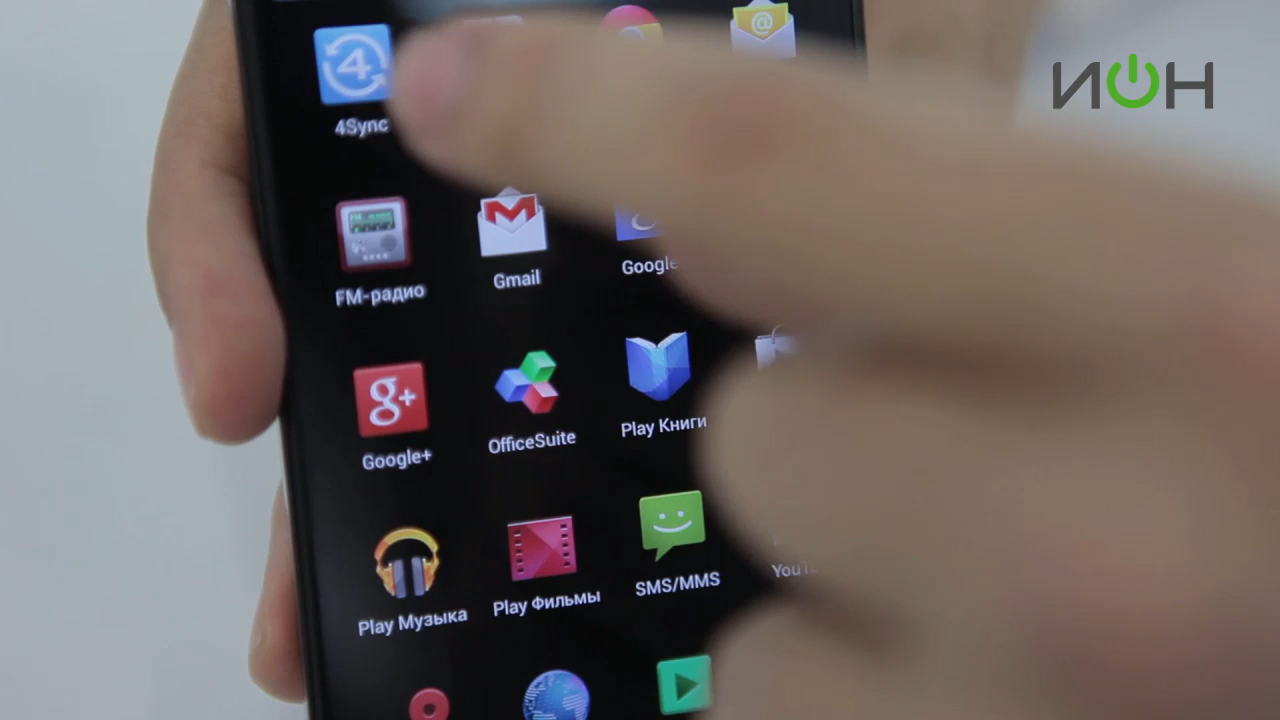 ИОН
4Sync
FM-радио
Gmail
Google
Google+
OfficeSuite
Play Книги
Play Музыка
Play Фильмы
SMS/MMS